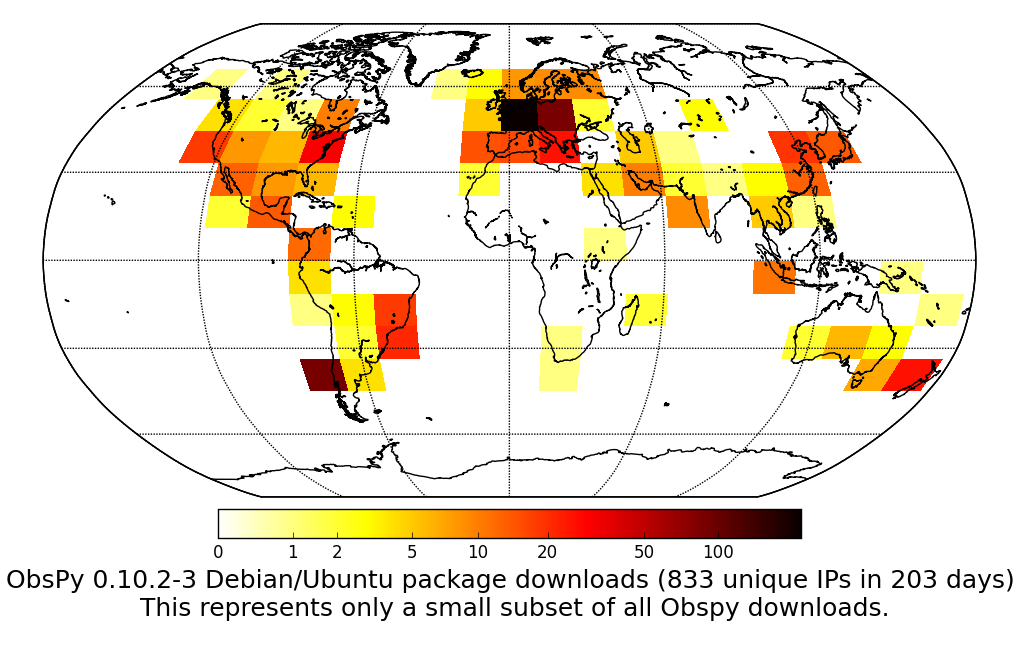 0 1 2 5 10 20 50 100
ObsPy 0.10.2-3 Debian/Ubuntu package downloads (833 unique IPs in 203 days)
This represents only a small subset of all Obspy downloads.